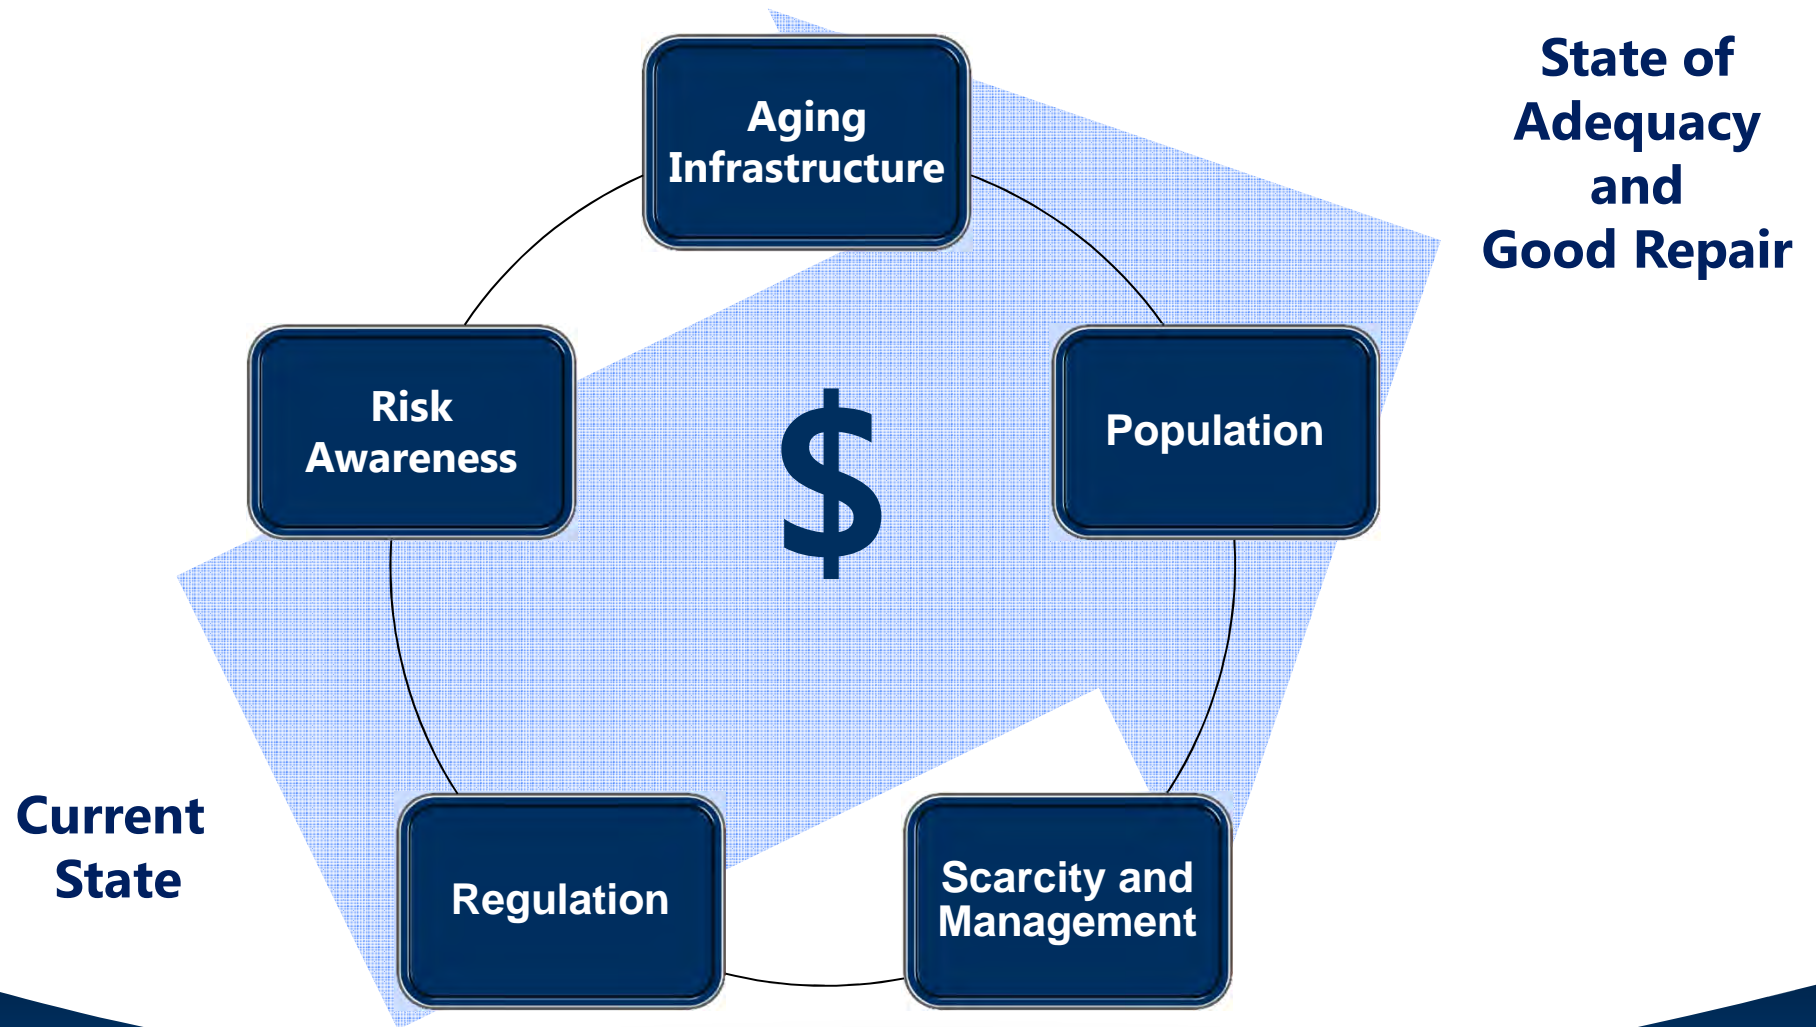 State of
Adequacy
and
Good Repair
Aging
Infrastructure
Risk
Awareness
$
Population
Current
State
Regulation
Scarcity and
Management